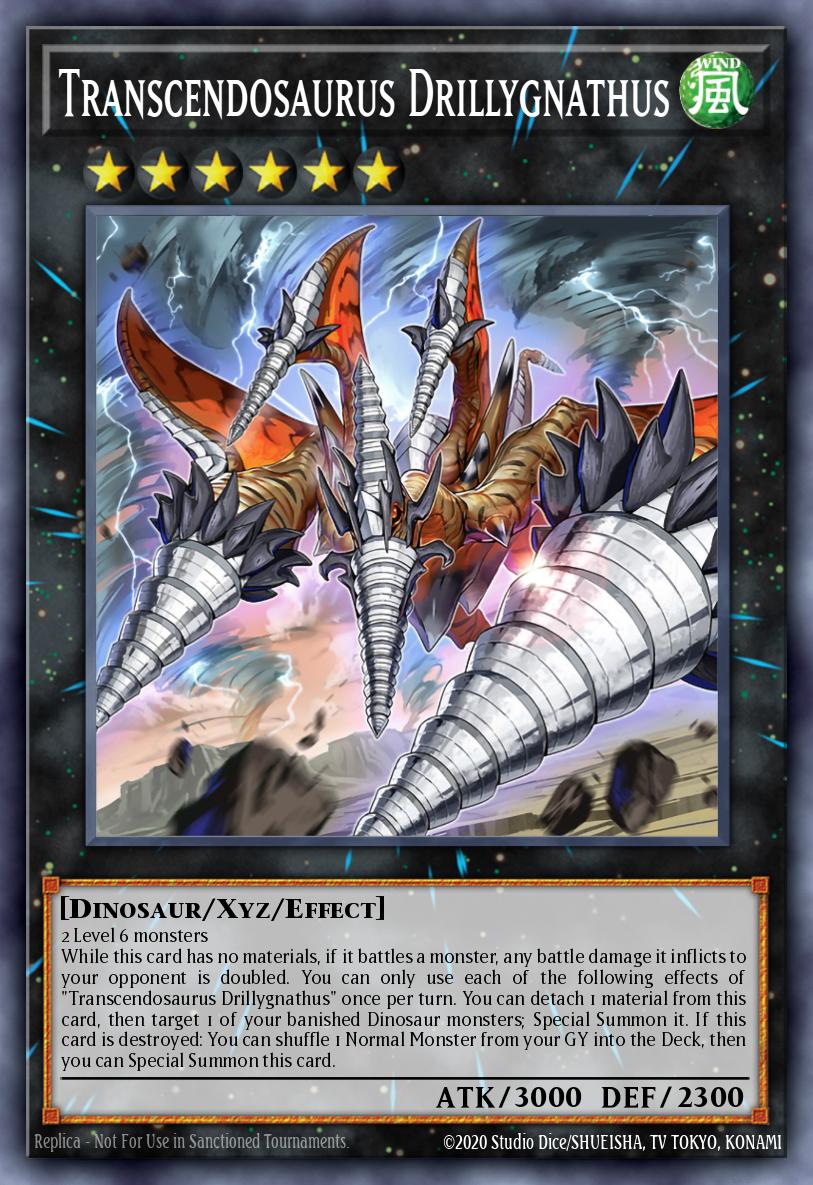 Transcendosaurus Drillygnathus
WIND
風
[Dinosaur/Xyz/Effect]
2 Level 6 monsters
While this card has no materials, if it battles a monster, any battle damage it inflicts to
your opponent is doubled. You can only use each of the following effects of
"Transcendosaurus Drillygnathus" once per turn. You can detach 1 material from this
card, then target 1 of your banished Dinosaur monsters; Special Summon it. If this
card is destroyed: You can shuffle 1 Normal Monster from your GY into the Deck, then
you can Special Summon this card.
ATK/3000 DEF/2300
Replica - Not For Use in Sanctioned Tournaments.
©2020 Studio Dice/SHUEISHA, TV TOKYO, KONAMI